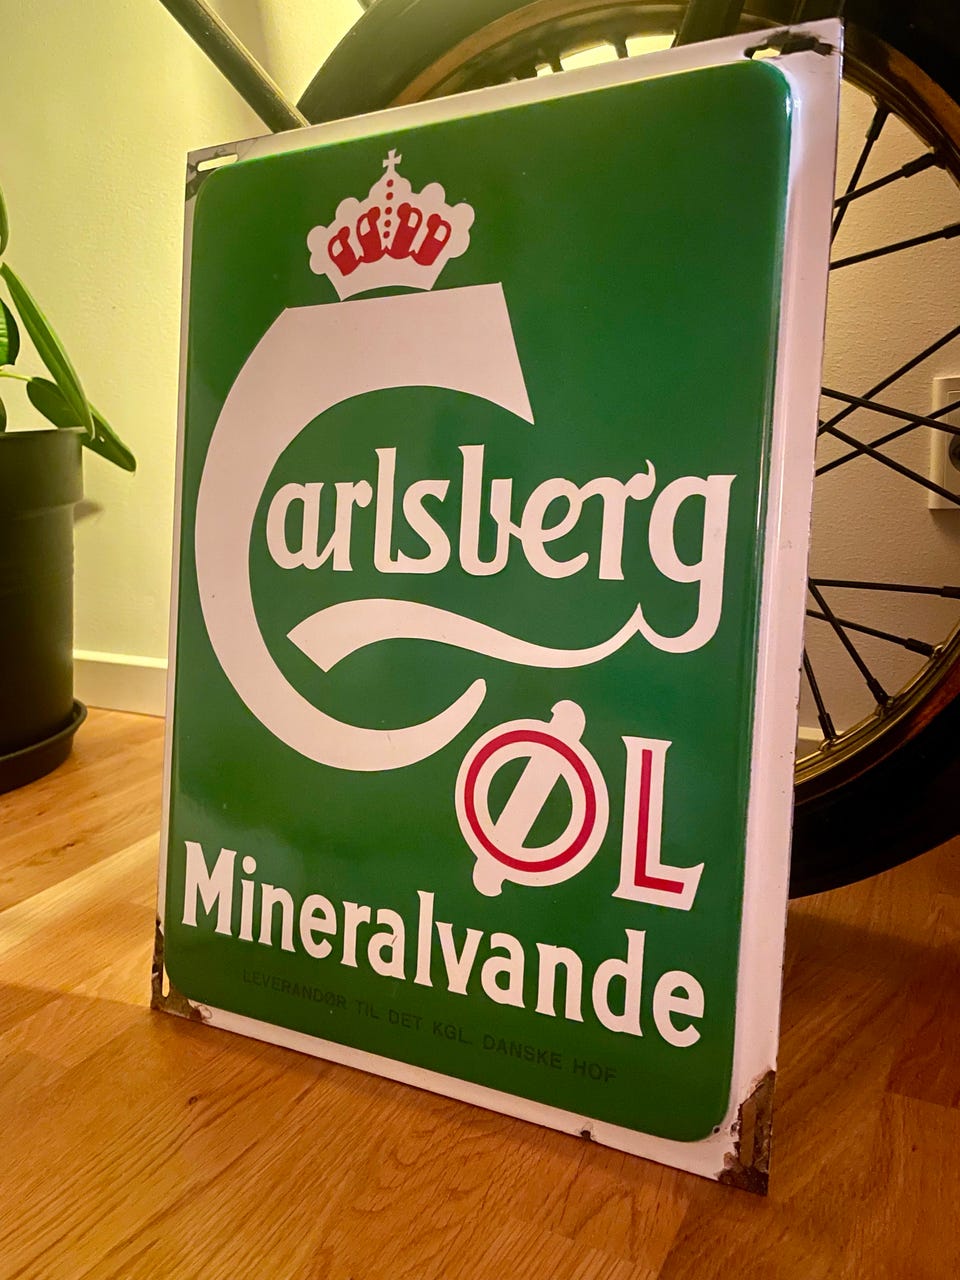 Carlsberg
ØL
Mineralvande
LEVERANDØR TIL DET KGL. DANSKE HOF